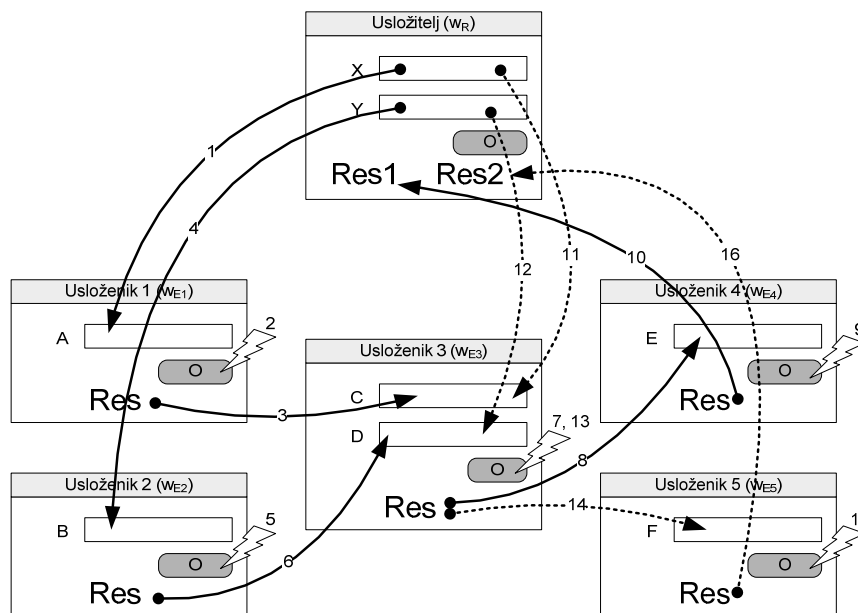 Usložitelj (wR)
X
Y
O
Res1 Res2
1
4
12
11
10
16
Usloženik 1 (wE1)
A
2
O
Res
3
Usloženik 3 (wE3)
C
D
7, 13
O
Res
8
14
Usloženik 4 (wE4)
E
9
O
Res
Usloženik 2 (wE2)
B
5
O
Res
6
Usloženik 5 (wE5)
F
O
Res